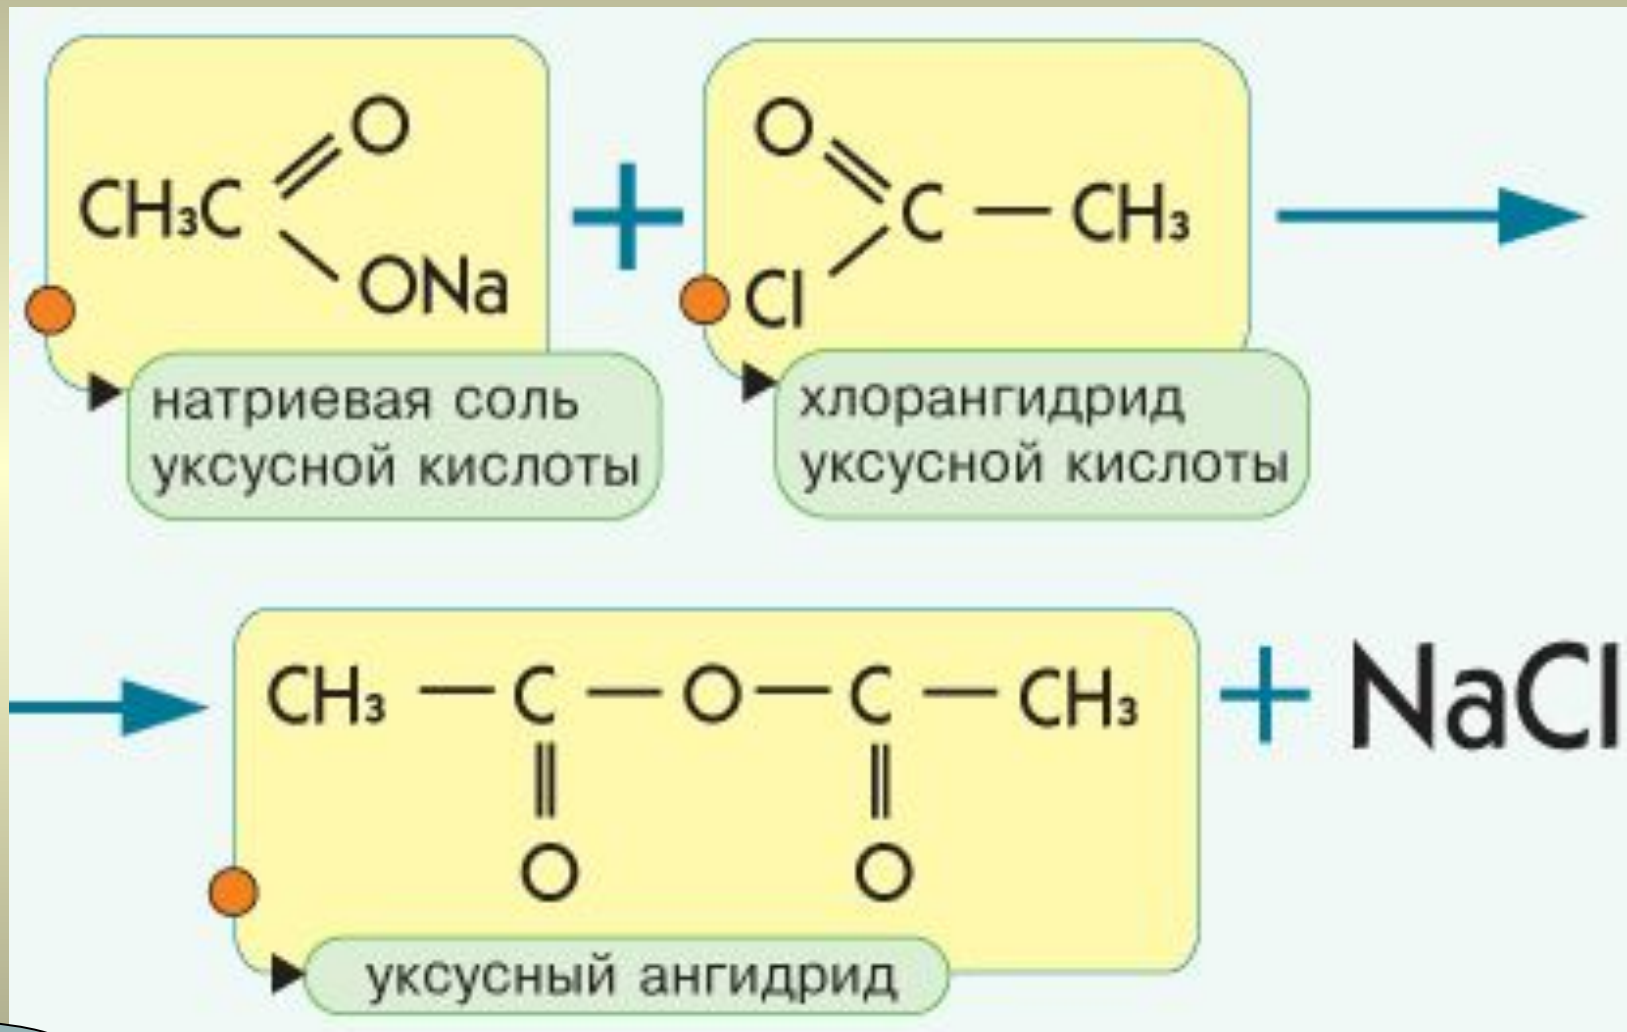 O O
CH₃C + C — CH₃
ONa Cl
натриевая соль
уксусной кислоты
хлорангидрид
уксусной кислоты
CH₃ — C — O — C — CH₃ + NaCl
O O
уксусный ангидрид